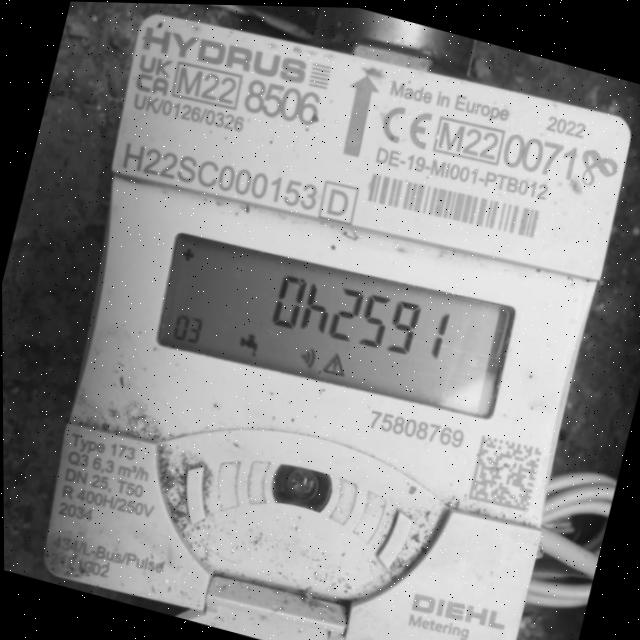 HYDRUS
UK CA M22 8506
UK/0126/0326
Made in Europe 2022
CE M22 0071
DE-19-MI001-PTB012
H22SC000153 D
0h2591
03
75808769
Type 173
Q3 6,3 m³/h
DN 25, T50
R 400H/250V
2034
DIEHL
Metering